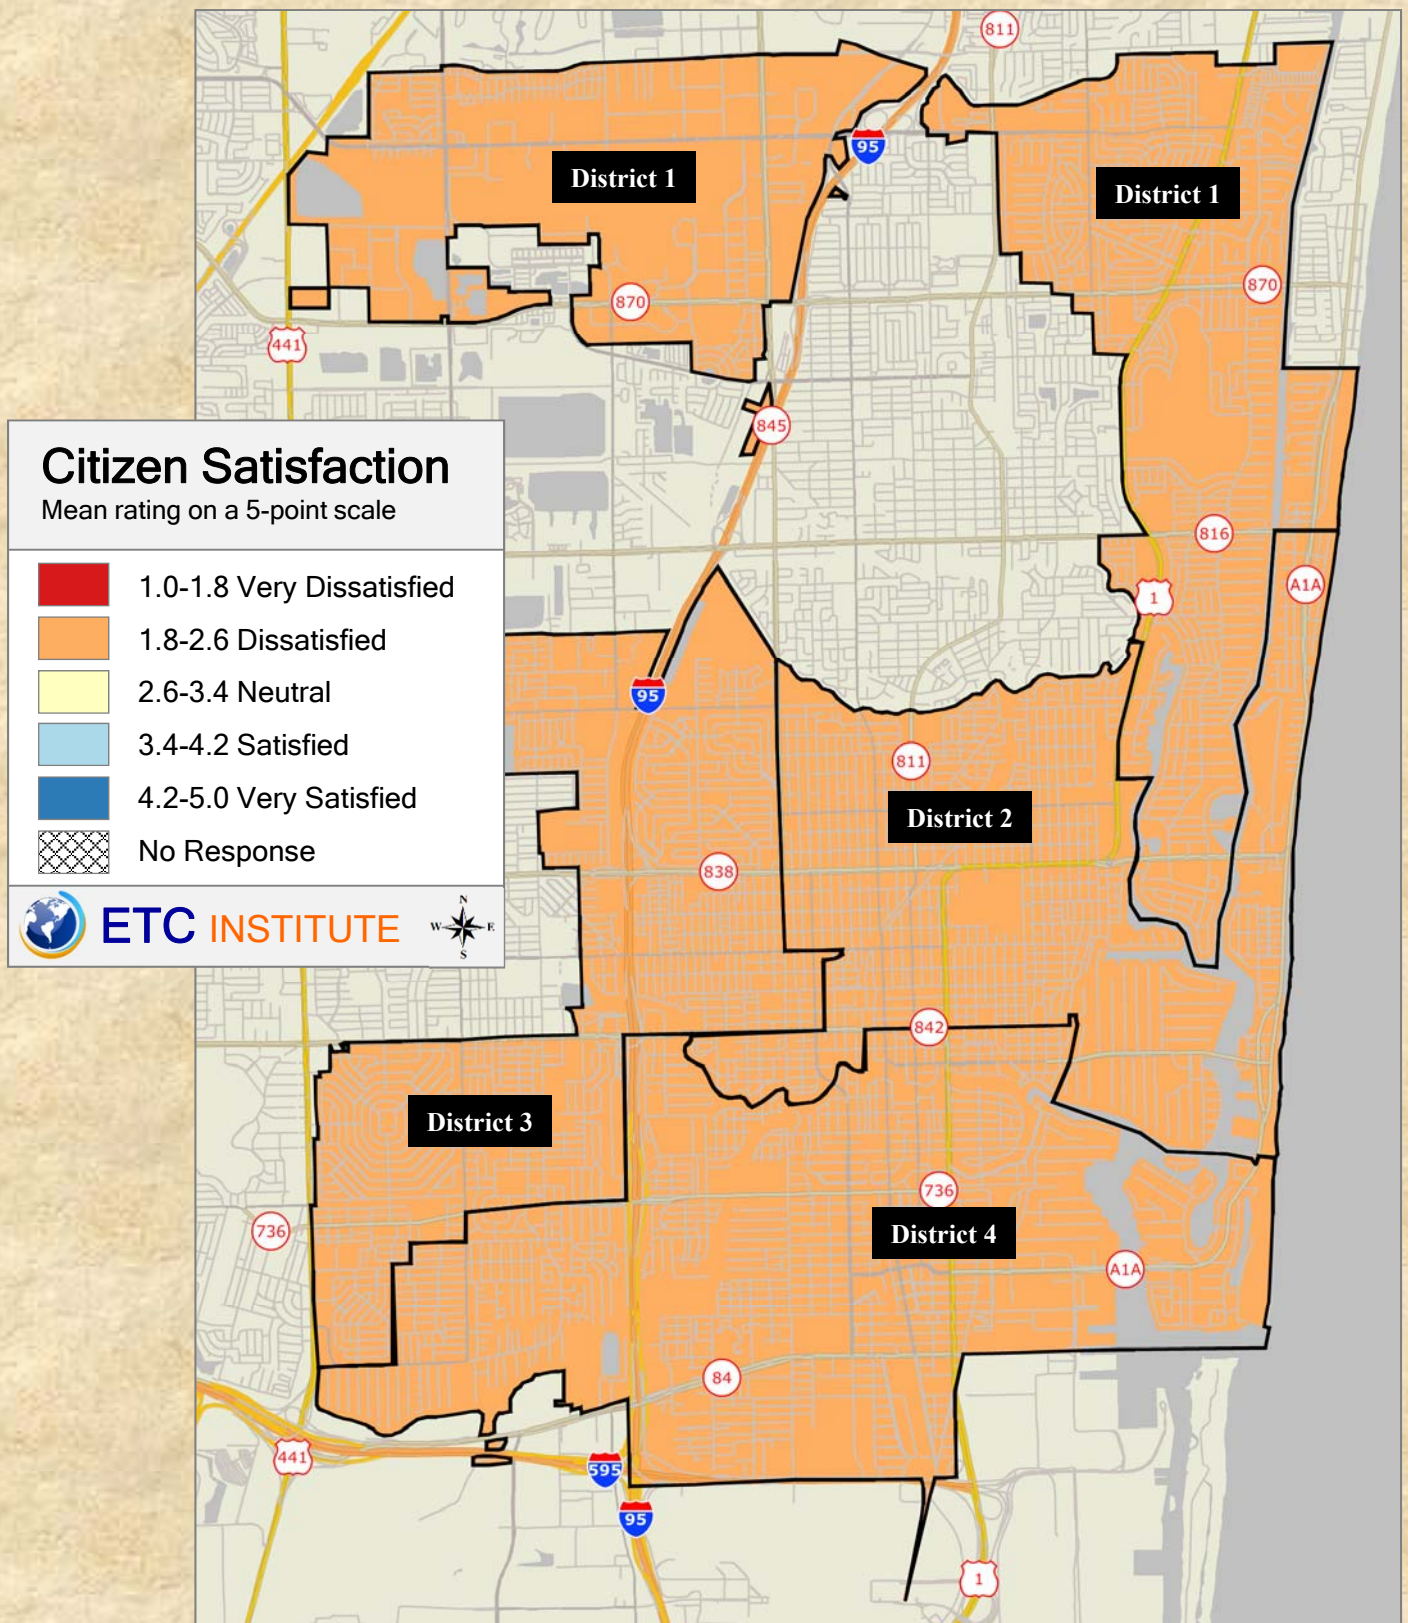 811
95
District 1
District 1
870
870
441
845
Citizen Satisfaction
Mean rating on a 5-point scale
1.0-1.8 Very Dissatisfied
1.8-2.6 Dissatisfied
2.6-3.4 Neutral
3.4-4.2 Satisfied
4.2-5.0 Very Satisfied
No Response
ETC INSTITUTE
N
W E
S
816
A1A
1
95
811
District 2
838
842
District 3
736
736
District 4
A1A
84
441
595
95
1